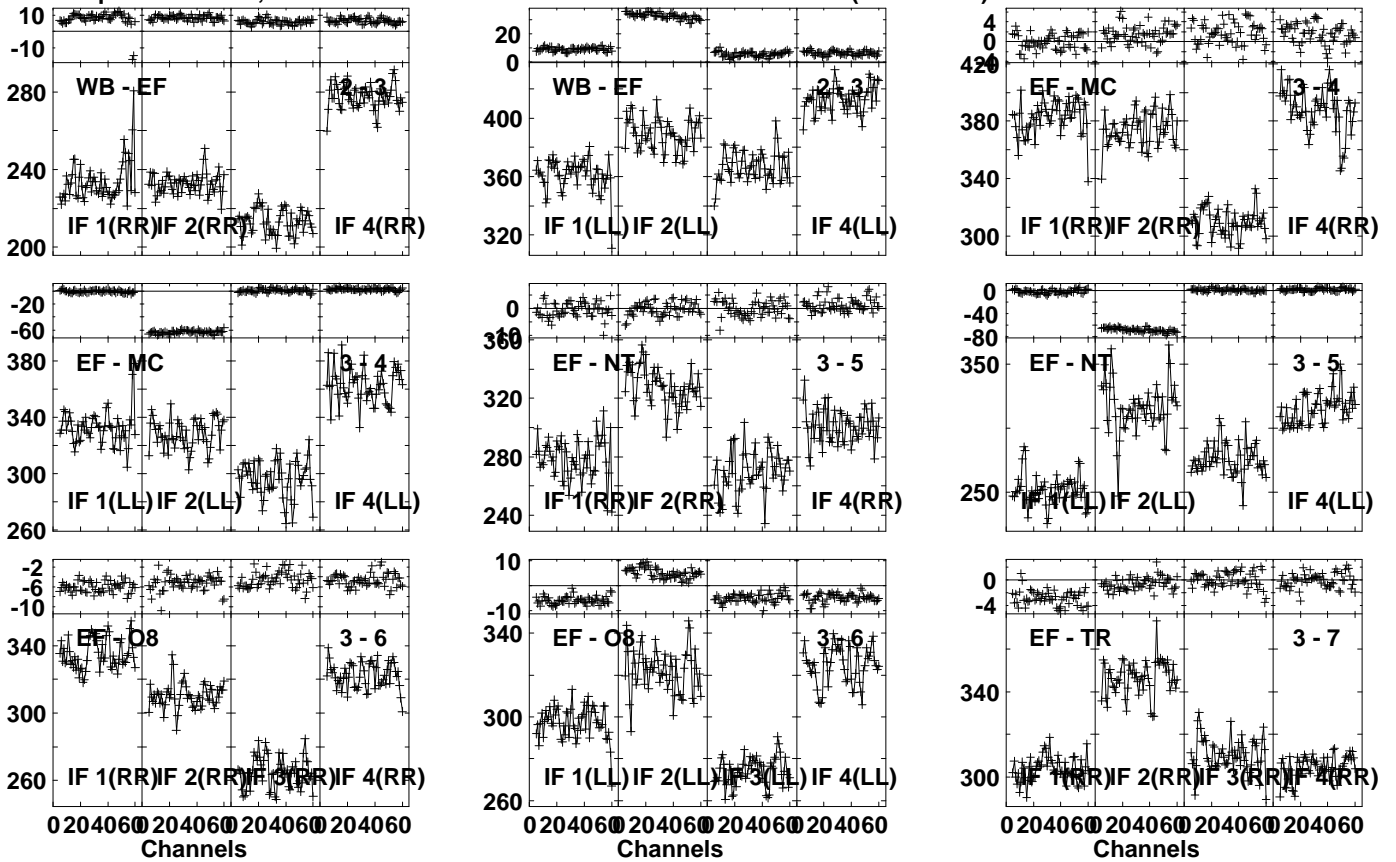 10 20 4
0 0
-10 0 -4
420
WB - EF 2 - 3 WB - EF 2 - 3 EF - MC 3 - 4
280 400 380
240 360 340
200 320 300
IF 1(RR) IF 2(RR) IF 4(RR) IF 1(LL) IF 2(LL) IF 4(LL) IF 1(RR) IF 2(RR) IF 4(RR)
-20 0 0
-60 -10 -40
360 -80
EF - MC 3 - 4 EF - NT 3 - 5 EF - NT 3 - 5
380 320 350
340 280
300 240 250
260
IF 1(LL) IF 2(LL) IF 4(LL) IF 1(RR) IF 2(RR) IF 4(RR) IF 1(LL) IF 2(LL) IF 4(LL)
-2 10 0
-6 -10 -4
-10
EF - O8 3 - 6 EF - O8 3 - 6 EF - TR 3 - 7
340 340 340
300 300 300
260 260
IF 1(RR) IF 2(RR) IF 3(RR) IF 4(RR) IF 1(LL) IF 2(LL) IF 3(LL) IF 4(LL) IF 1(RR) IF 2(RR) IF 3(RR) IF 4(RR)
0 20 40 60 0 20 40 60 0 20 40 60 0 20 40 60 0 20 40 60 0 20 40 60 0 20 40 60 0 20 40 60 0 20 40 60 0 20 40 60 0 20 40 60 0 20 40 60
Channels Channels Channels